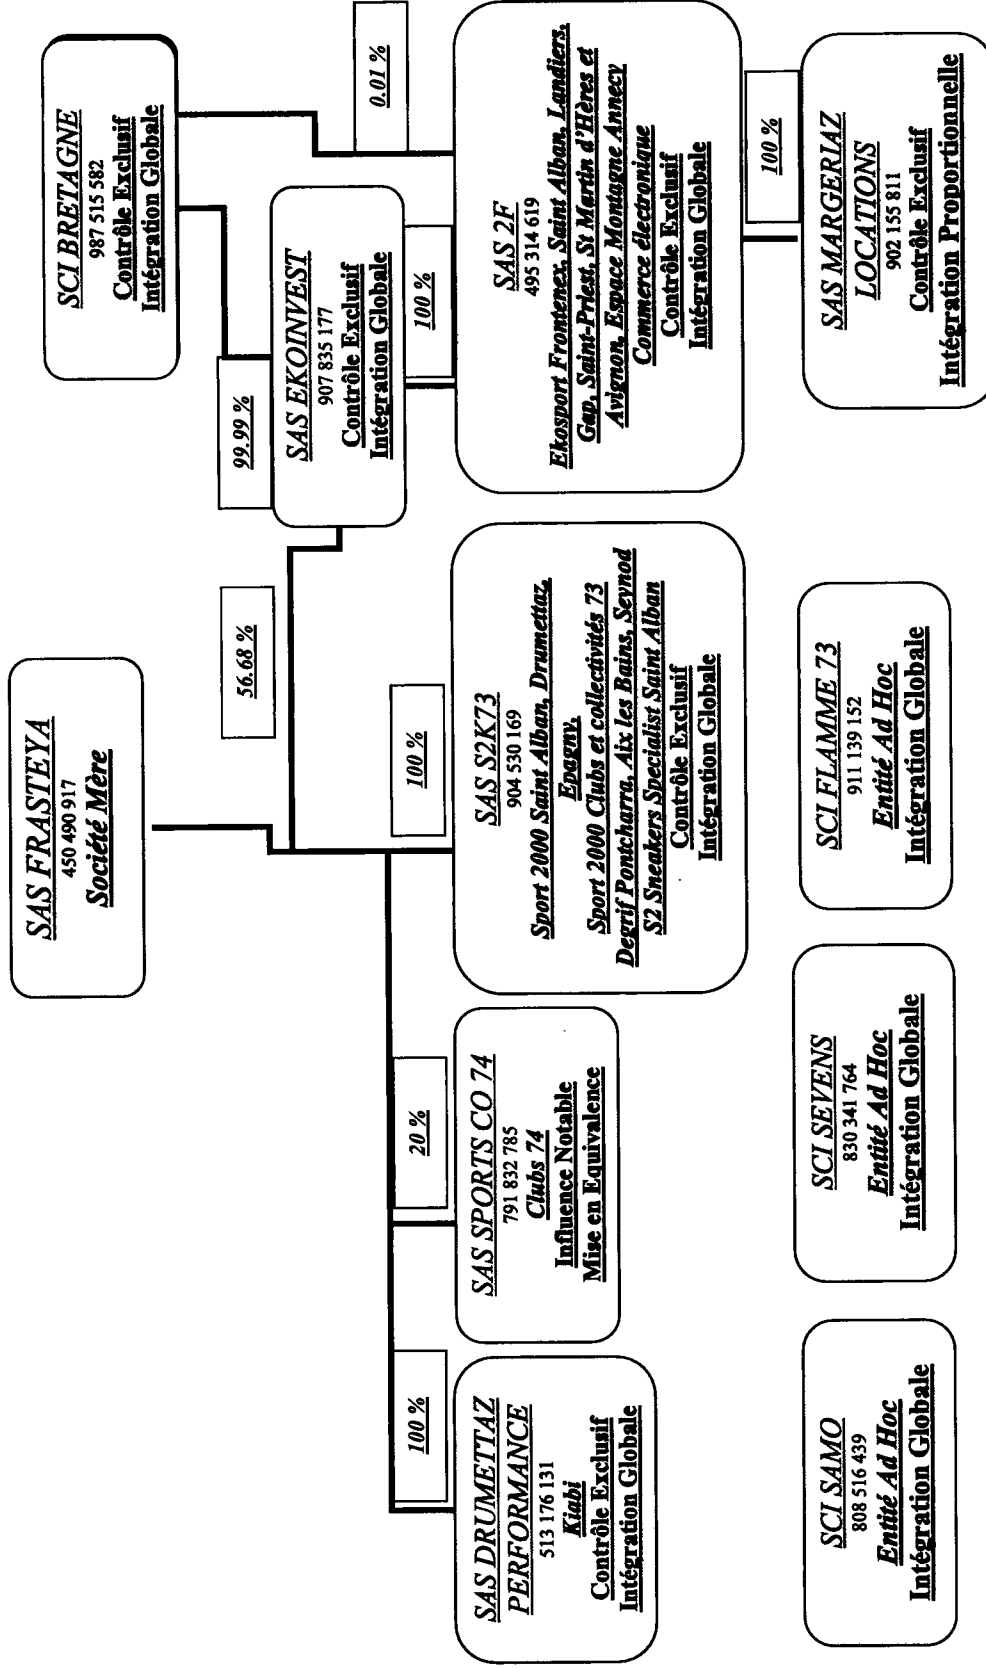 SAS FRASTEYA
450 490 917
Société Mère
SCI BRETAGNE
987 515 582
Contrôle Exclusif
Intégration Globale
56.68 %
99.99 %
0.01 %
SAS EKOINVEST
907 835 177
Contrôle Exclusif
Intégration Globale
100 %
20 %
100 %
100 %
SAS DRUMETTAZ
PERFORMANCE
513 176 131
Kiabi
Contrôle Exclusif
Intégration Globale
SAS SPORTS CO 74
791 832 785
Clubs 74
Influence Notable
Mise en Equivalence
SAS S2K73
904 530 169
Sport 2000 Saint Alban, Drumettaz,
Epagny,
Sport 2000 Clubs et collectivités 73
Degrif Pontcharra, Aix les Bains, Seynod
S2 Sneakers Specialist Saint Alban
Contrôle Exclusif
Intégration Globale
SAS 2F
495 314 619
Ekosport Frontenex, Saint Alban, Landiers,
Gap, Saint-Priest, St Martin d'Hères et
Avignon, Espace Montagne Annecy
Commerce électronique
Contrôle Exclusif
Intégration Globale
100 %
SCI SAMO
808 516 439
Entité Ad Hoc
Intégration Globale
SCI SEVENS
830 341 764
Entité Ad Hoc
Intégration Globale
SCI FLAMME 73
911 139 152
Entité Ad Hoc
Intégration Globale
SAS MARGERIAZ
LOCATIONS
902 155 811
Contrôle Exclusif
Intégration Proportionnelle